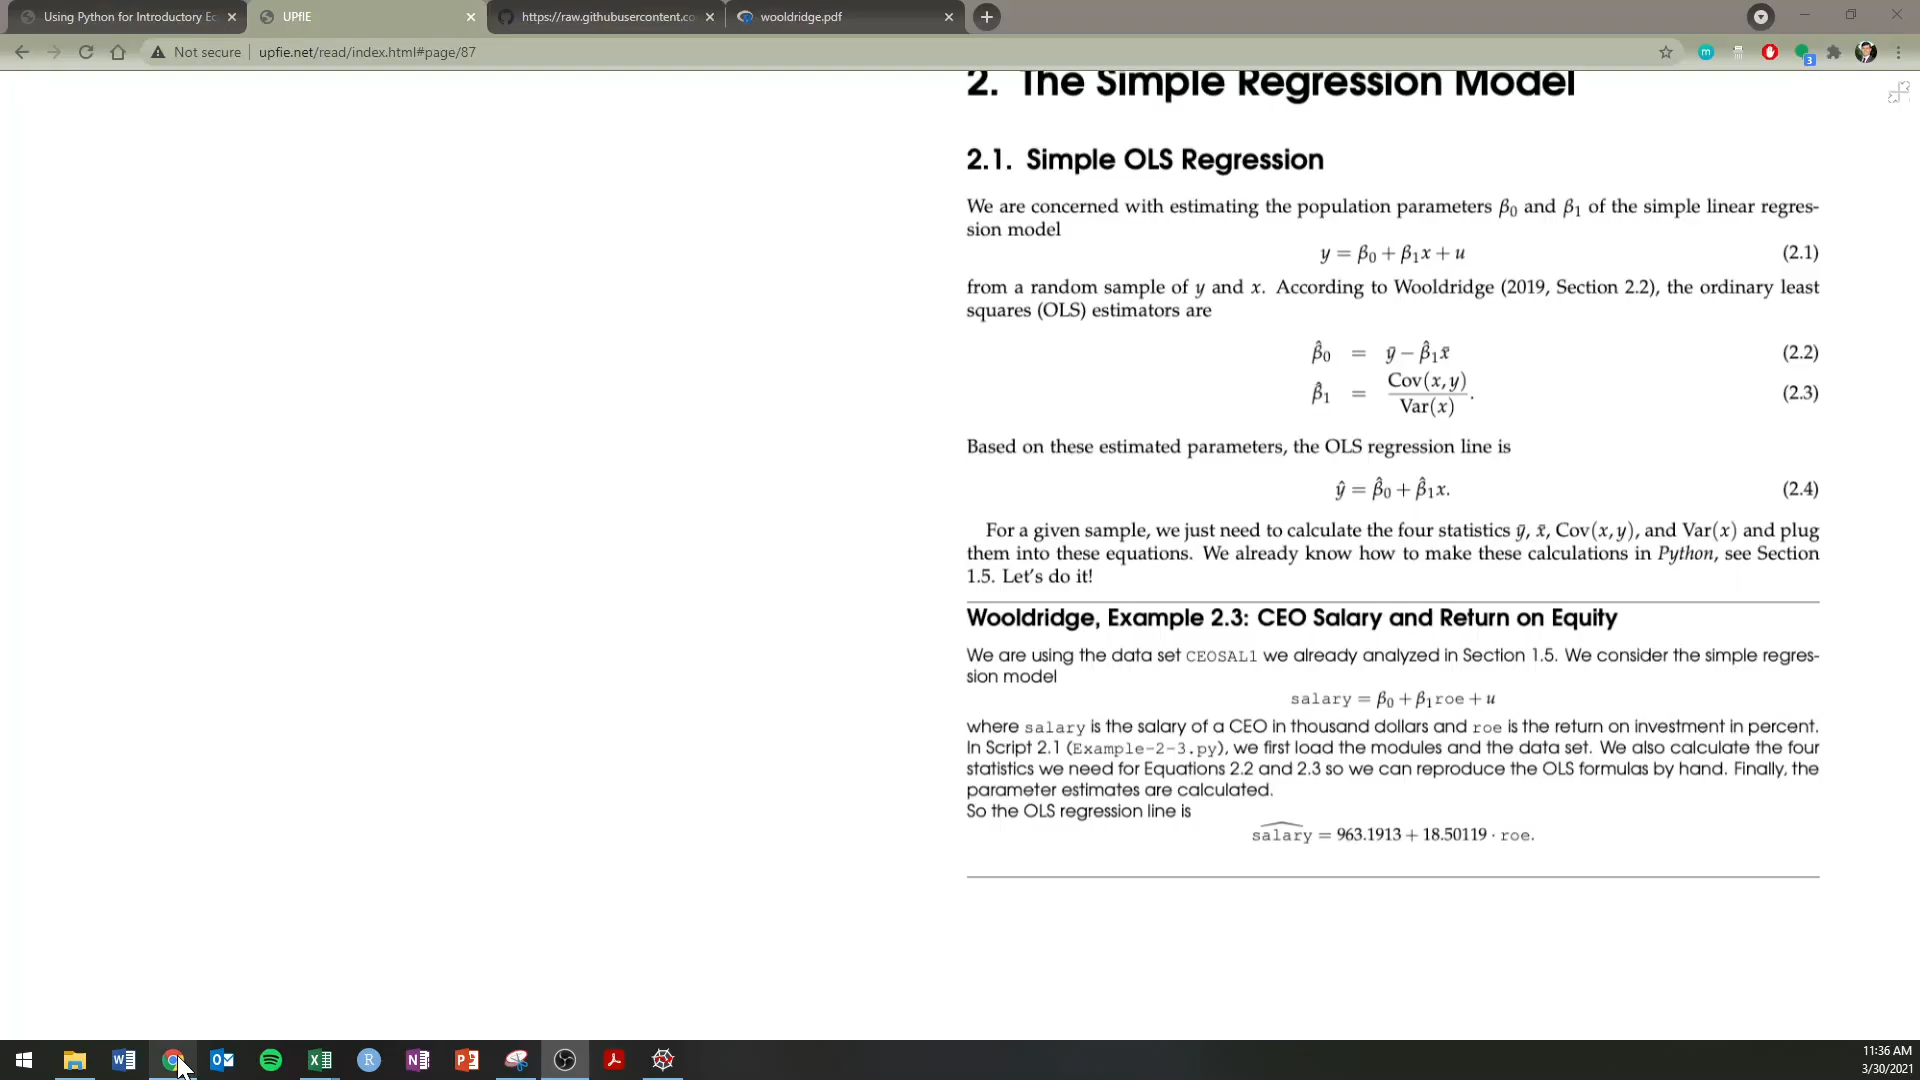 Using Python for Introductory Ec
UPfIE
https://raw.githubusercontent.co
wooldridge.pdf
Not secure
upfie.net/read/index.html#page/87
3
2. The Simple Regression Model
2.1. Simple OLS Regression
We are concerned with estimating the population parameters β0 and β1 of the simple linear regres-
sion model
y = β0 + β1x + u (2.1)
from a random sample of y and x. According to Wooldridge (2019, Section 2.2), the ordinary least
squares (OLS) estimators are
β̂0 = ȳ − β̂1x̄ (2.2)
β̂1 = Cov(x,y) / Var(x). (2.3)
Based on these estimated parameters, the OLS regression line is
ŷ = β̂0 + β̂1x. (2.4)
For a given sample, we just need to calculate the four statistics ȳ, x̄, Cov(x,y), and Var(x) and plug
them into these equations. We already know how to make these calculations in Python, see Section
1.5. Let's do it!
Wooldridge, Example 2.3: CEO Salary and Return on Equity
We are using the data set CEOSAL1 we already analyzed in Section 1.5. We consider the simple regres-
sion model
salary = β0 + β1roe + u
where salary is the salary of a CEO in thousand dollars and roe is the return on investment in percent.
In Script 2.1 (Example-2-3.py), we first load the modules and the data set. We also calculate the four
statistics we need for Equations 2.2 and 2.3 so we can reproduce the OLS formulas by hand. Finally, the
parameter estimates are calculated.
So the OLS regression line is
salary = 963.1913 + 18.50119 · roe.
11:36 AM
3/30/2021